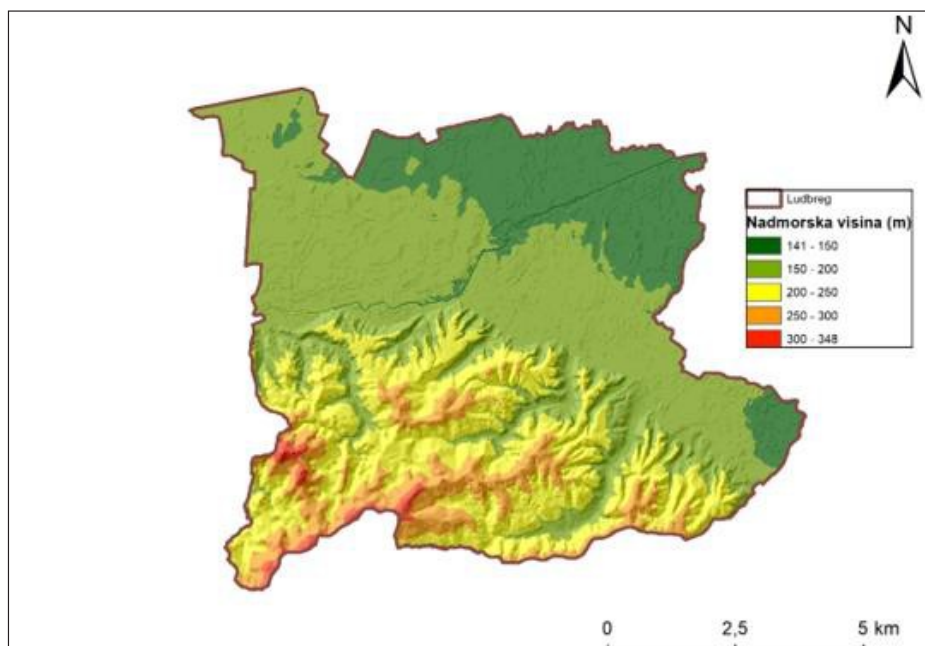 N
Ludbreg
Nadmorska visina (m)
141 - 150
150 - 200
200 - 250
250 - 300
300 - 348
0 2,5 5 km